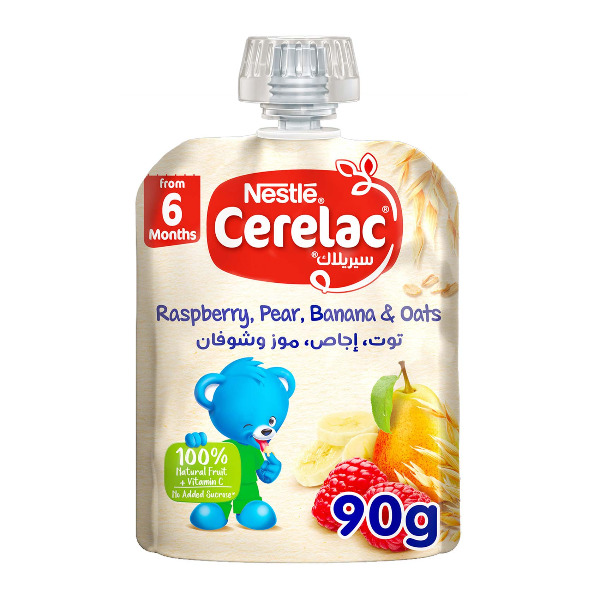 from
6
Months
Nestlé®
Cerelac®
سيريلاك®
Raspberry, Pear, Banana & Oats
توت، إجاص، موز وشوفان
100%
Natural Fruit
+ Vitamin C
No Added Sucrose*
90g